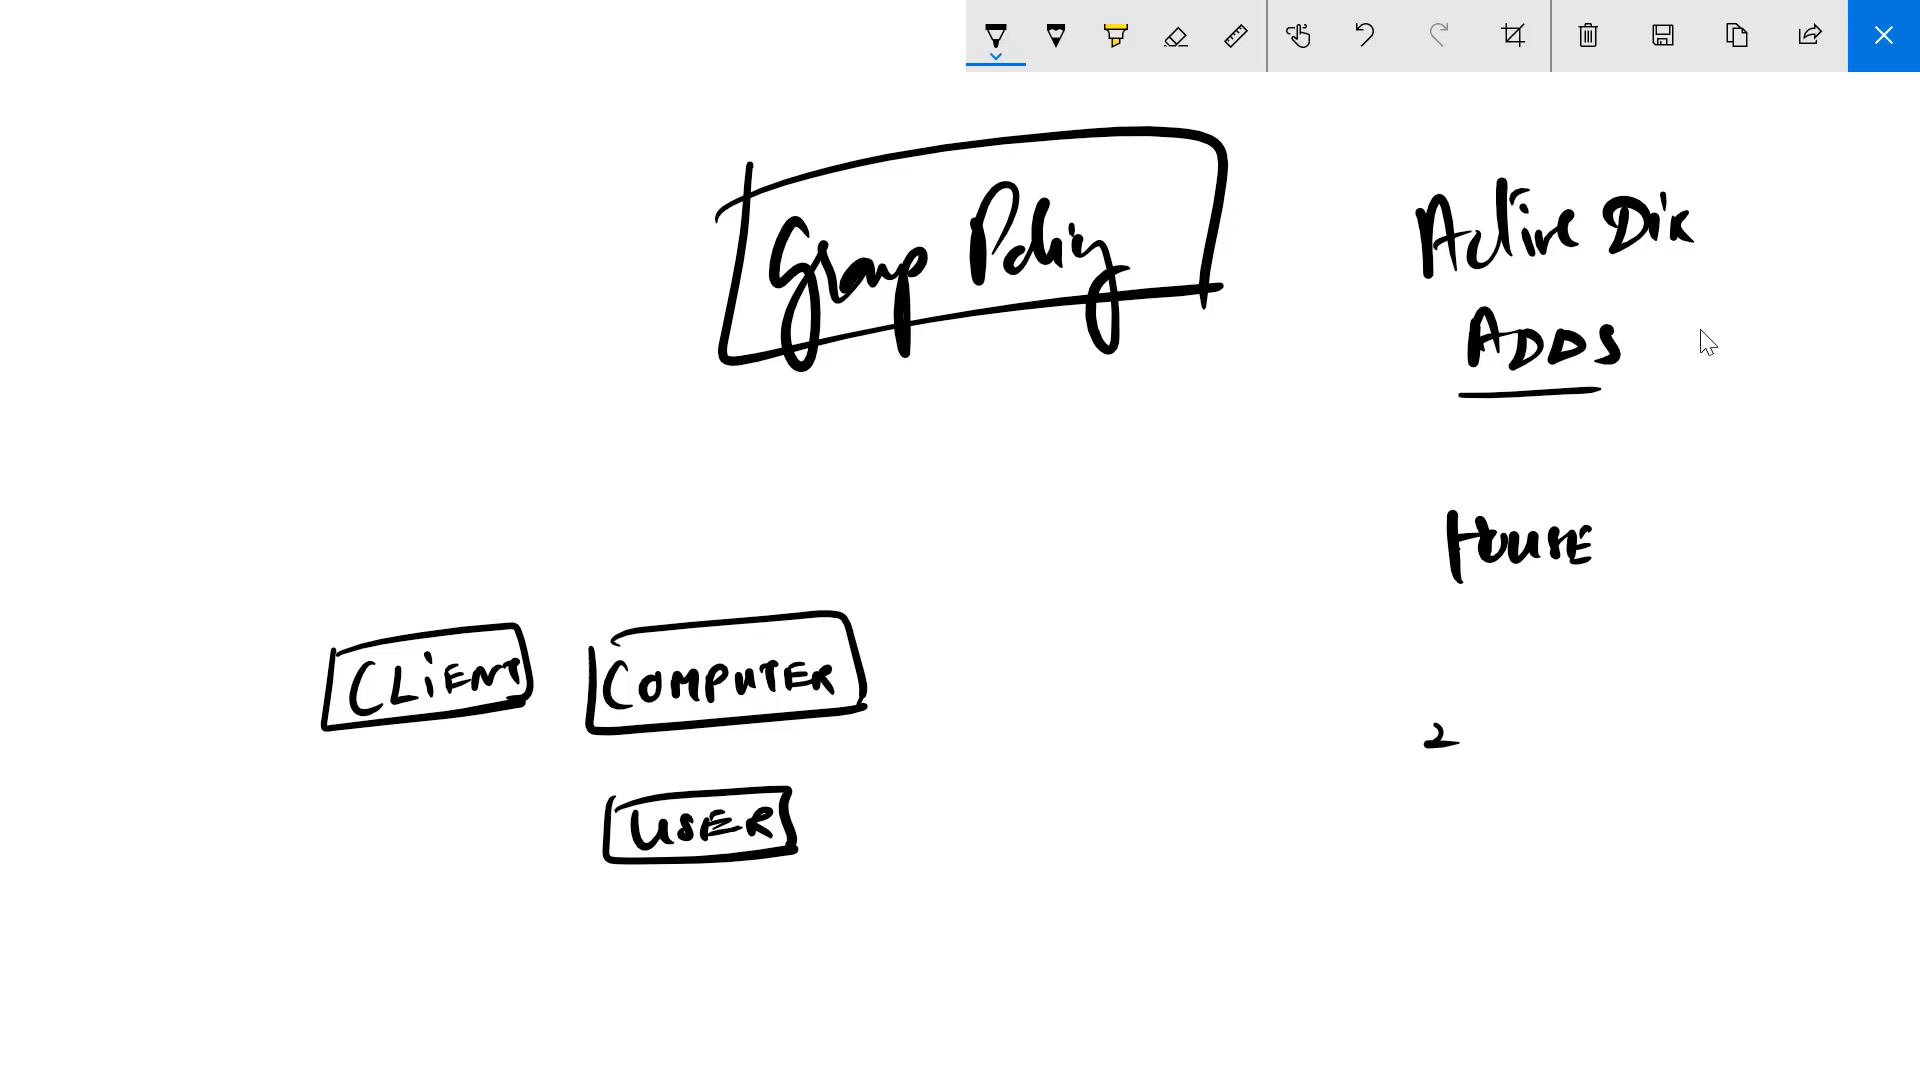 Group Policy
Active Dir
ADDS
HOUSE
CLiENT
COMPUTER
2
USER